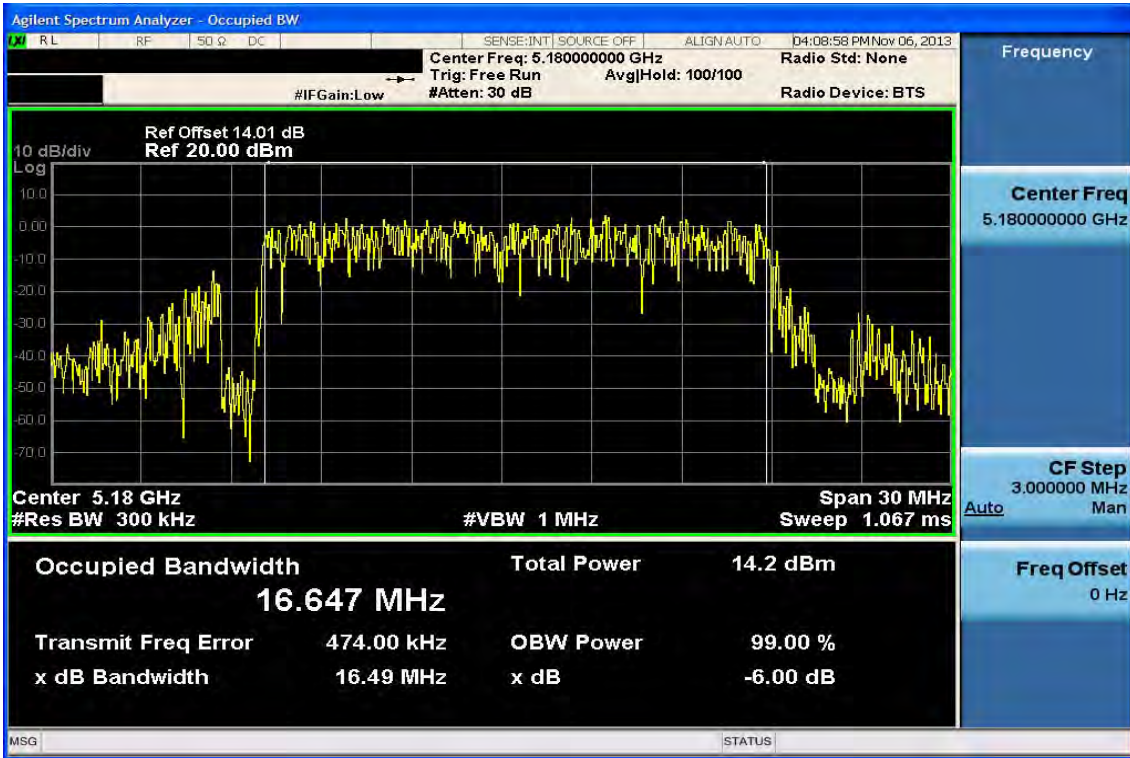 Agilent Spectrum Analyzer - Occupied BW
LXI RL RF 50 Ω DC SENSE:INT SOURCE OFF ALIGN AUTO 04:08:58 PM Nov 06, 2013
Center Freq: 5.180000000 GHz Radio Std: None
Trig: Free Run Avg|Hold: 100/100
#IFGain:Low #Atten: 30 dB Radio Device: BTS
Ref Offset 14.01 dB
10 dB/div Ref 20.00 dBm
Log
10.0
0.00
-10.0
-20.0
-30.0
-40.0
-50.0
-60.0
-70.0
Center 5.18 GHz Span 30 MHz
#Res BW 300 kHz #VBW 1 MHz Sweep 1.067 ms
Occupied Bandwidth Total Power 14.2 dBm
16.647 MHz
Transmit Freq Error 474.00 kHz OBW Power 99.00 %
x dB Bandwidth 16.49 MHz x dB -6.00 dB
MSG STATUS
Frequency
Center Freq
5.180000000 GHz
CF Step
3.000000 MHz
Auto Man
Freq Offset
0 Hz